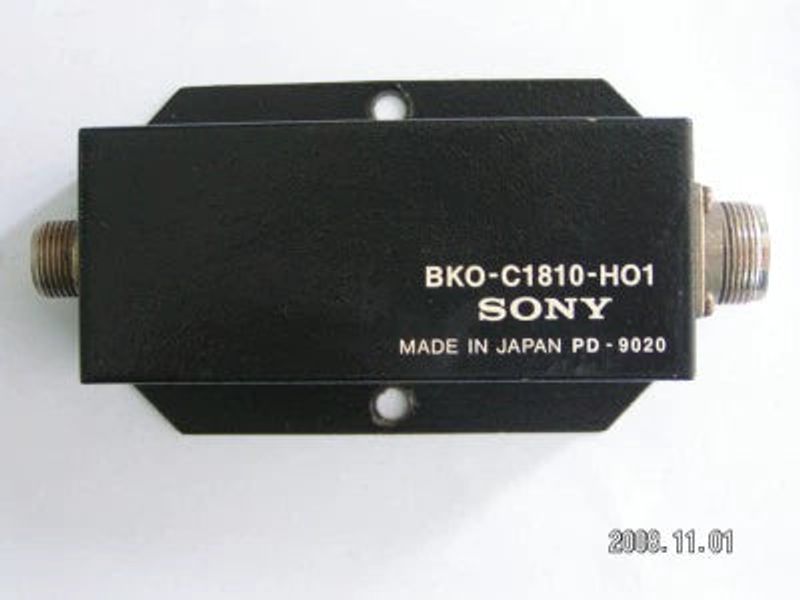 BKO-C1810-HO1
SONY
MADE IN JAPAN PD - 9020
2008.11.01